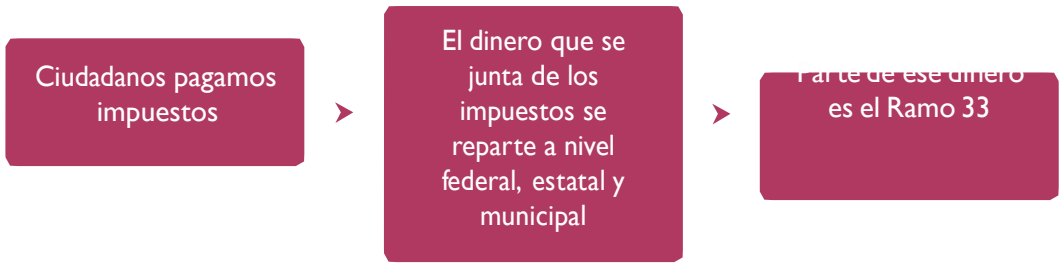 Ciudadanos pagamos
impuestos
El dinero que se
junta de los
impuestos se
reparte a nivel
federal, estatal y
municipal
Parte de ese dinero
es el Ramo 33